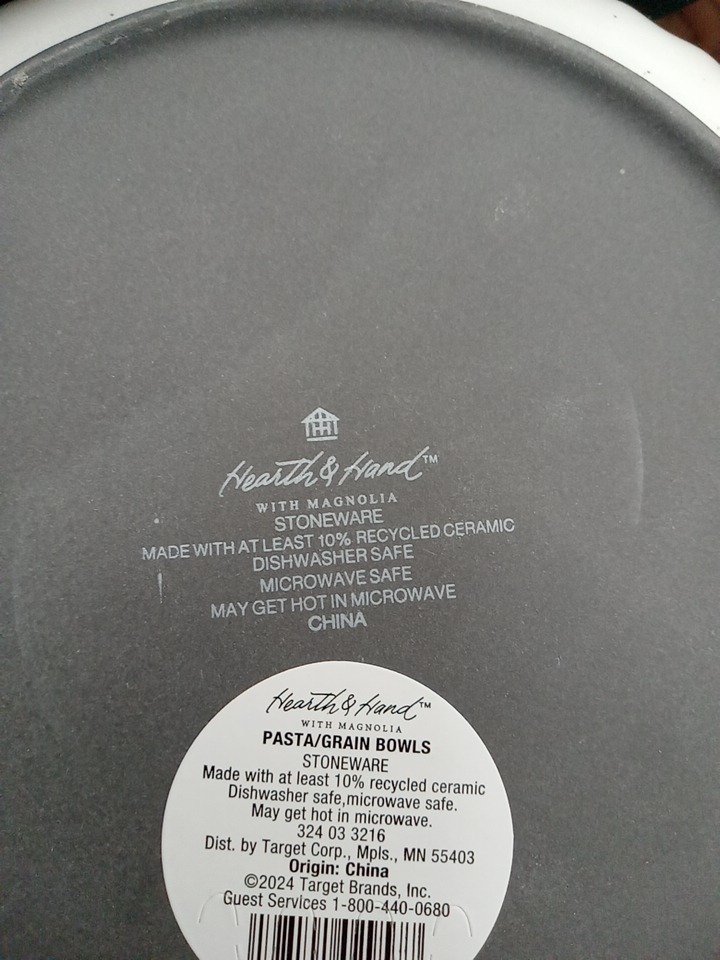 Hearth & Hand™
WITH MAGNOLIA
STONEWARE
MADE WITH AT LEAST 10% RECYCLED CERAMIC
DISHWASHER SAFE
MICROWAVE SAFE
MAY GET HOT IN MICROWAVE
CHINA
Hearth & Hand™
WITH MAGNOLIA
PASTA/GRAIN BOWLS
STONEWARE
Made with at least 10% recycled ceramic
Dishwasher safe,microwave safe.
May get hot in microwave.
324 03 3216
Dist. by Target Corp., Mpls., MN 55403
Origin: China
©2024 Target Brands, Inc.
Guest Services 1-800-440-0680